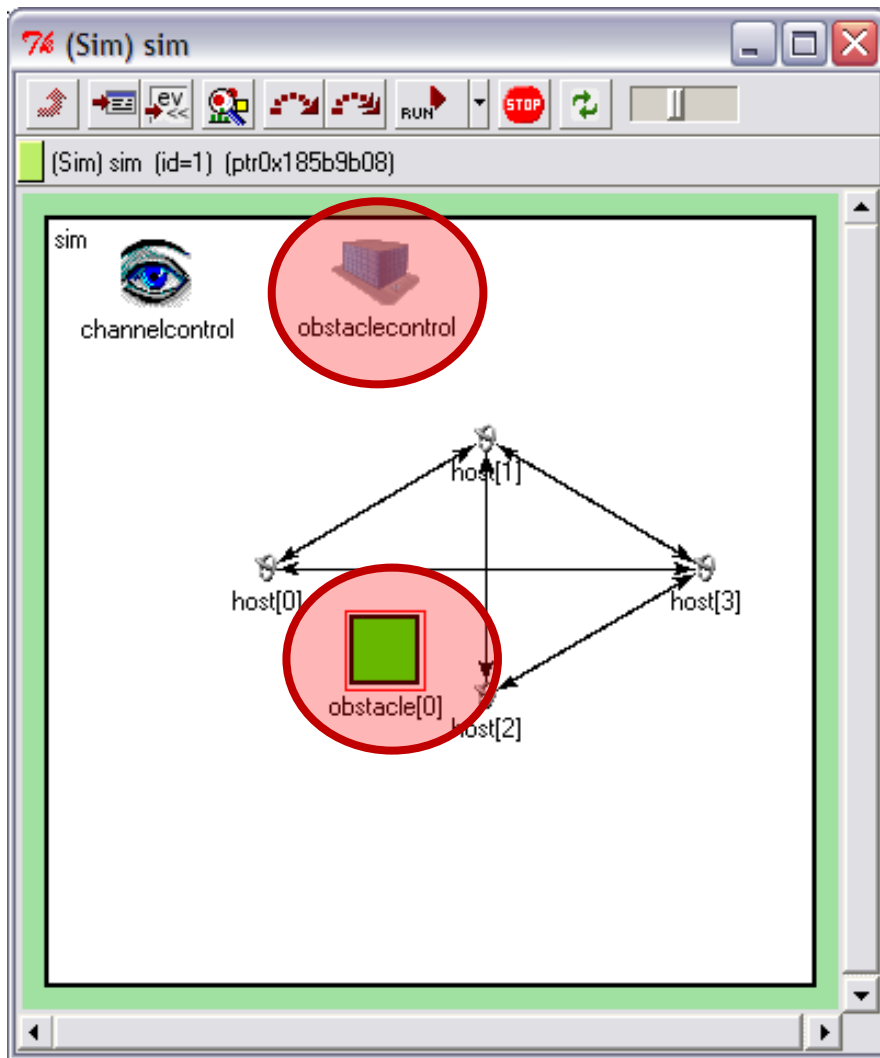 (Sim) sim
ev
<<
RUN
STOP
(Sim) sim (id=1) (ptr0x185b9b08)
sim
channelcontrol
obstaclecontrol
host[1]
host[0]
host[3]
obstacle[0]
host[2]